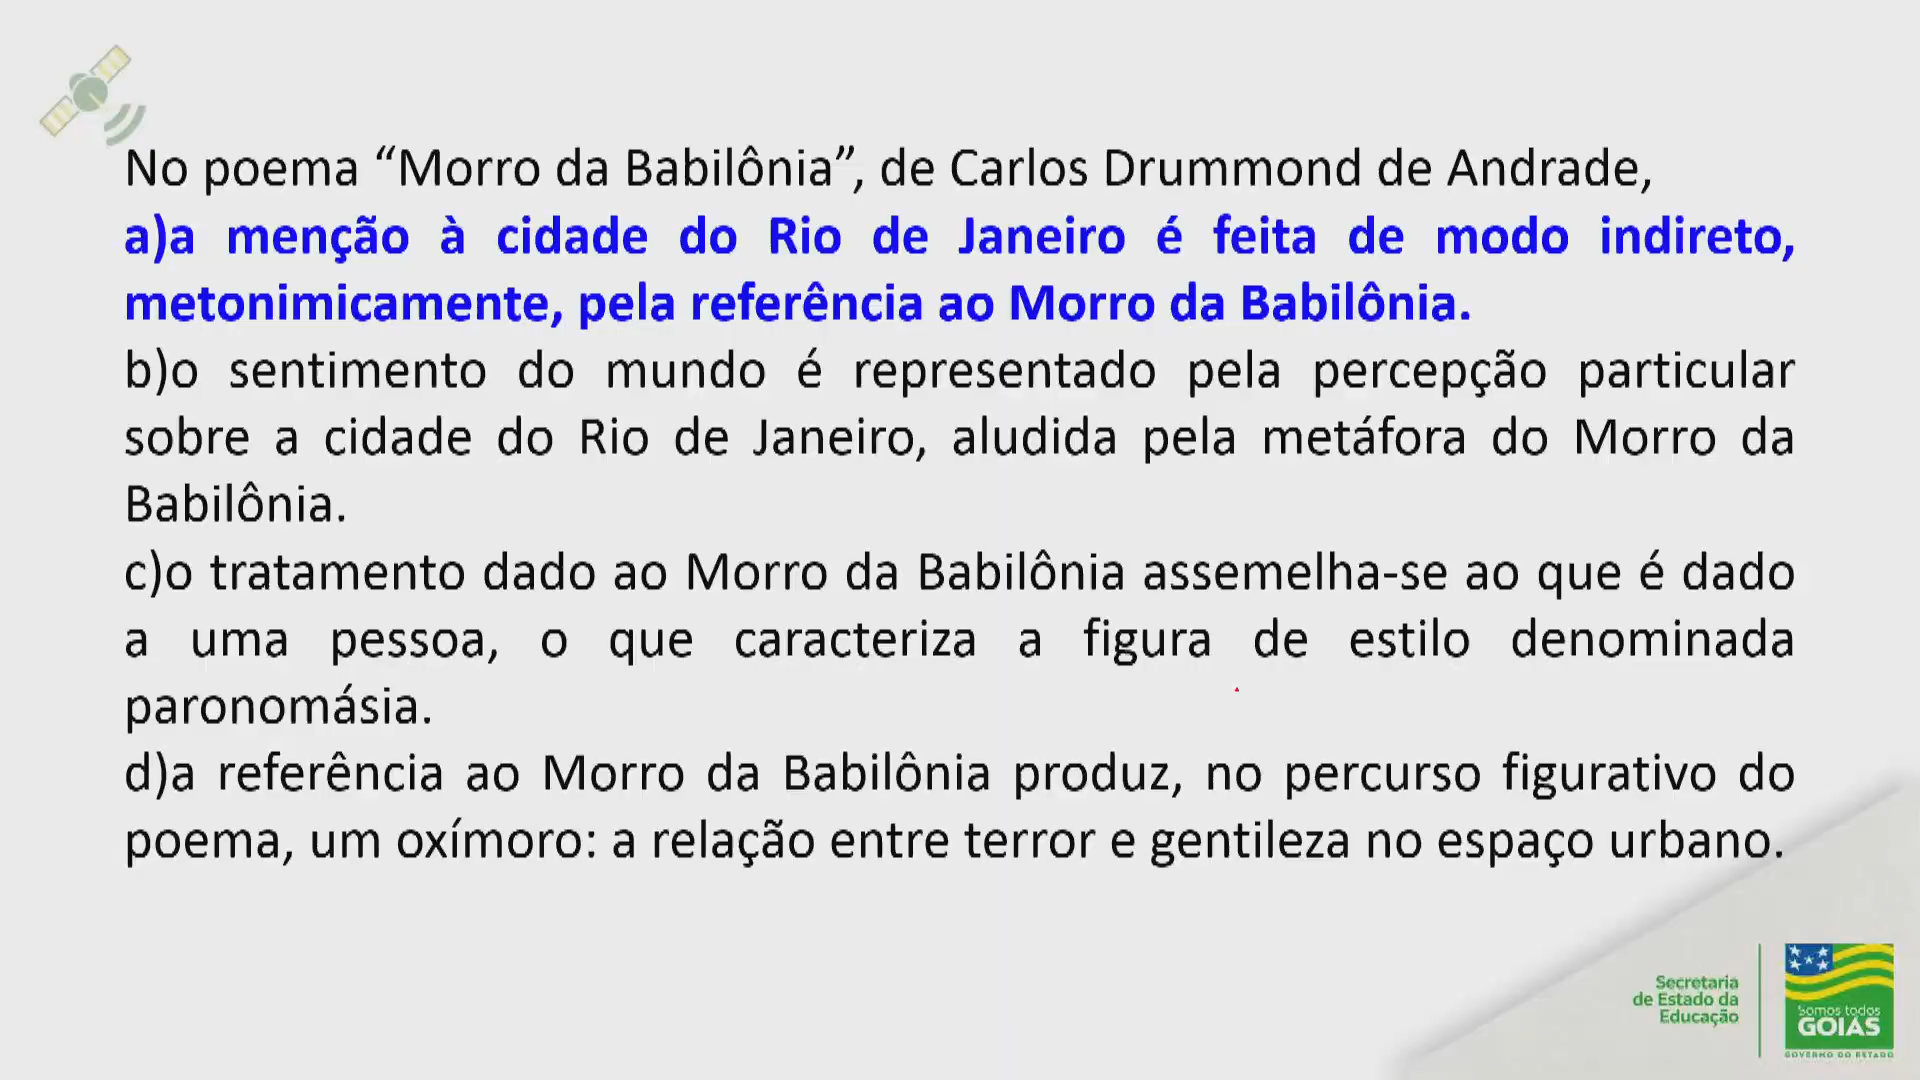 No poema “Morro da Babilônia”, de Carlos Drummond de Andrade,
a)a menção à cidade do Rio de Janeiro é feita de modo indireto,
metonimicamente, pela referência ao Morro da Babilônia.
b)o sentimento do mundo é representado pela percepção particular
sobre a cidade do Rio de Janeiro, aludida pela metáfora do Morro da
Babilônia.
c)o tratamento dado ao Morro da Babilônia assemelha-se ao que é dado
a uma pessoa, o que caracteriza a figura de estilo denominada
paronomásia.
d)a referência ao Morro da Babilônia produz, no percurso figurativo do
poema, um oxímoro: a relação entre terror e gentileza no espaço urbano.
Secretaria
de Estado da
Educação
Somos todos
GOIÁS
GOVERNO DO ESTADO